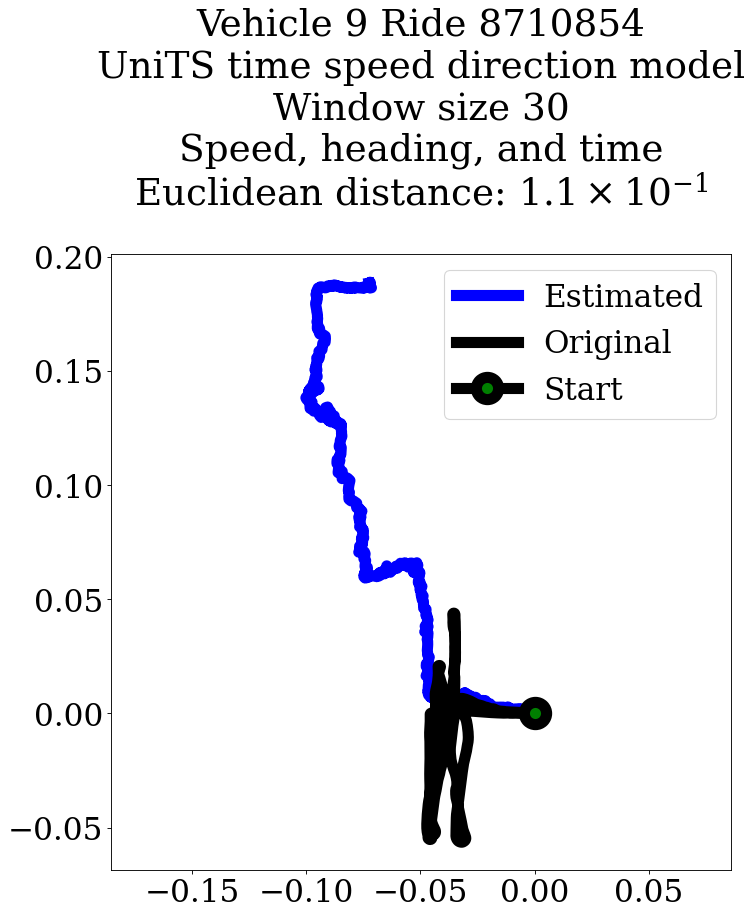 Vehicle 9 Ride 8710854
UniTS time speed direction model
Window size 30
Speed, heading, and time
Euclidean distance: 1.1 × 10⁻¹
0.20
0.15
0.10
0.05
0.00
−0.05
Estimated
Original
Start
−0.15 −0.10 −0.05 0.00 0.05